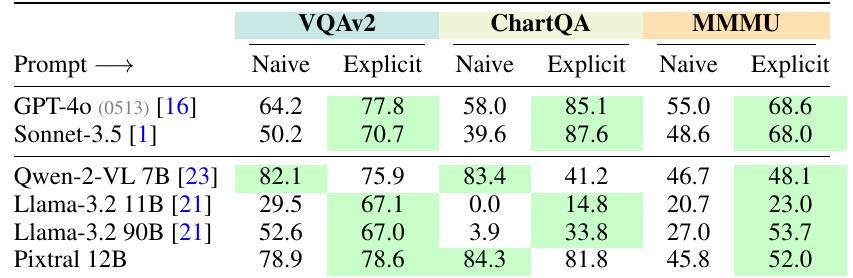 VQAv2 ChartQA MMMU
Prompt ⟶ Naive Explicit Naive Explicit Naive Explicit
GPT-4o (0513) [16] 64.2 77.8 58.0 85.1 55.0 68.6
Sonnet-3.5 [1] 50.2 70.7 39.6 87.6 48.6 68.0
Qwen-2-VL 7B [23] 82.1 75.9 83.4 41.2 46.7 48.1
Llama-3.2 11B [21] 29.5 67.1 0.0 14.8 20.7 23.0
Llama-3.2 90B [21] 52.6 67.0 3.9 33.8 27.0 53.7
Pixtral 12B 78.9 78.6 84.3 81.8 45.8 52.0